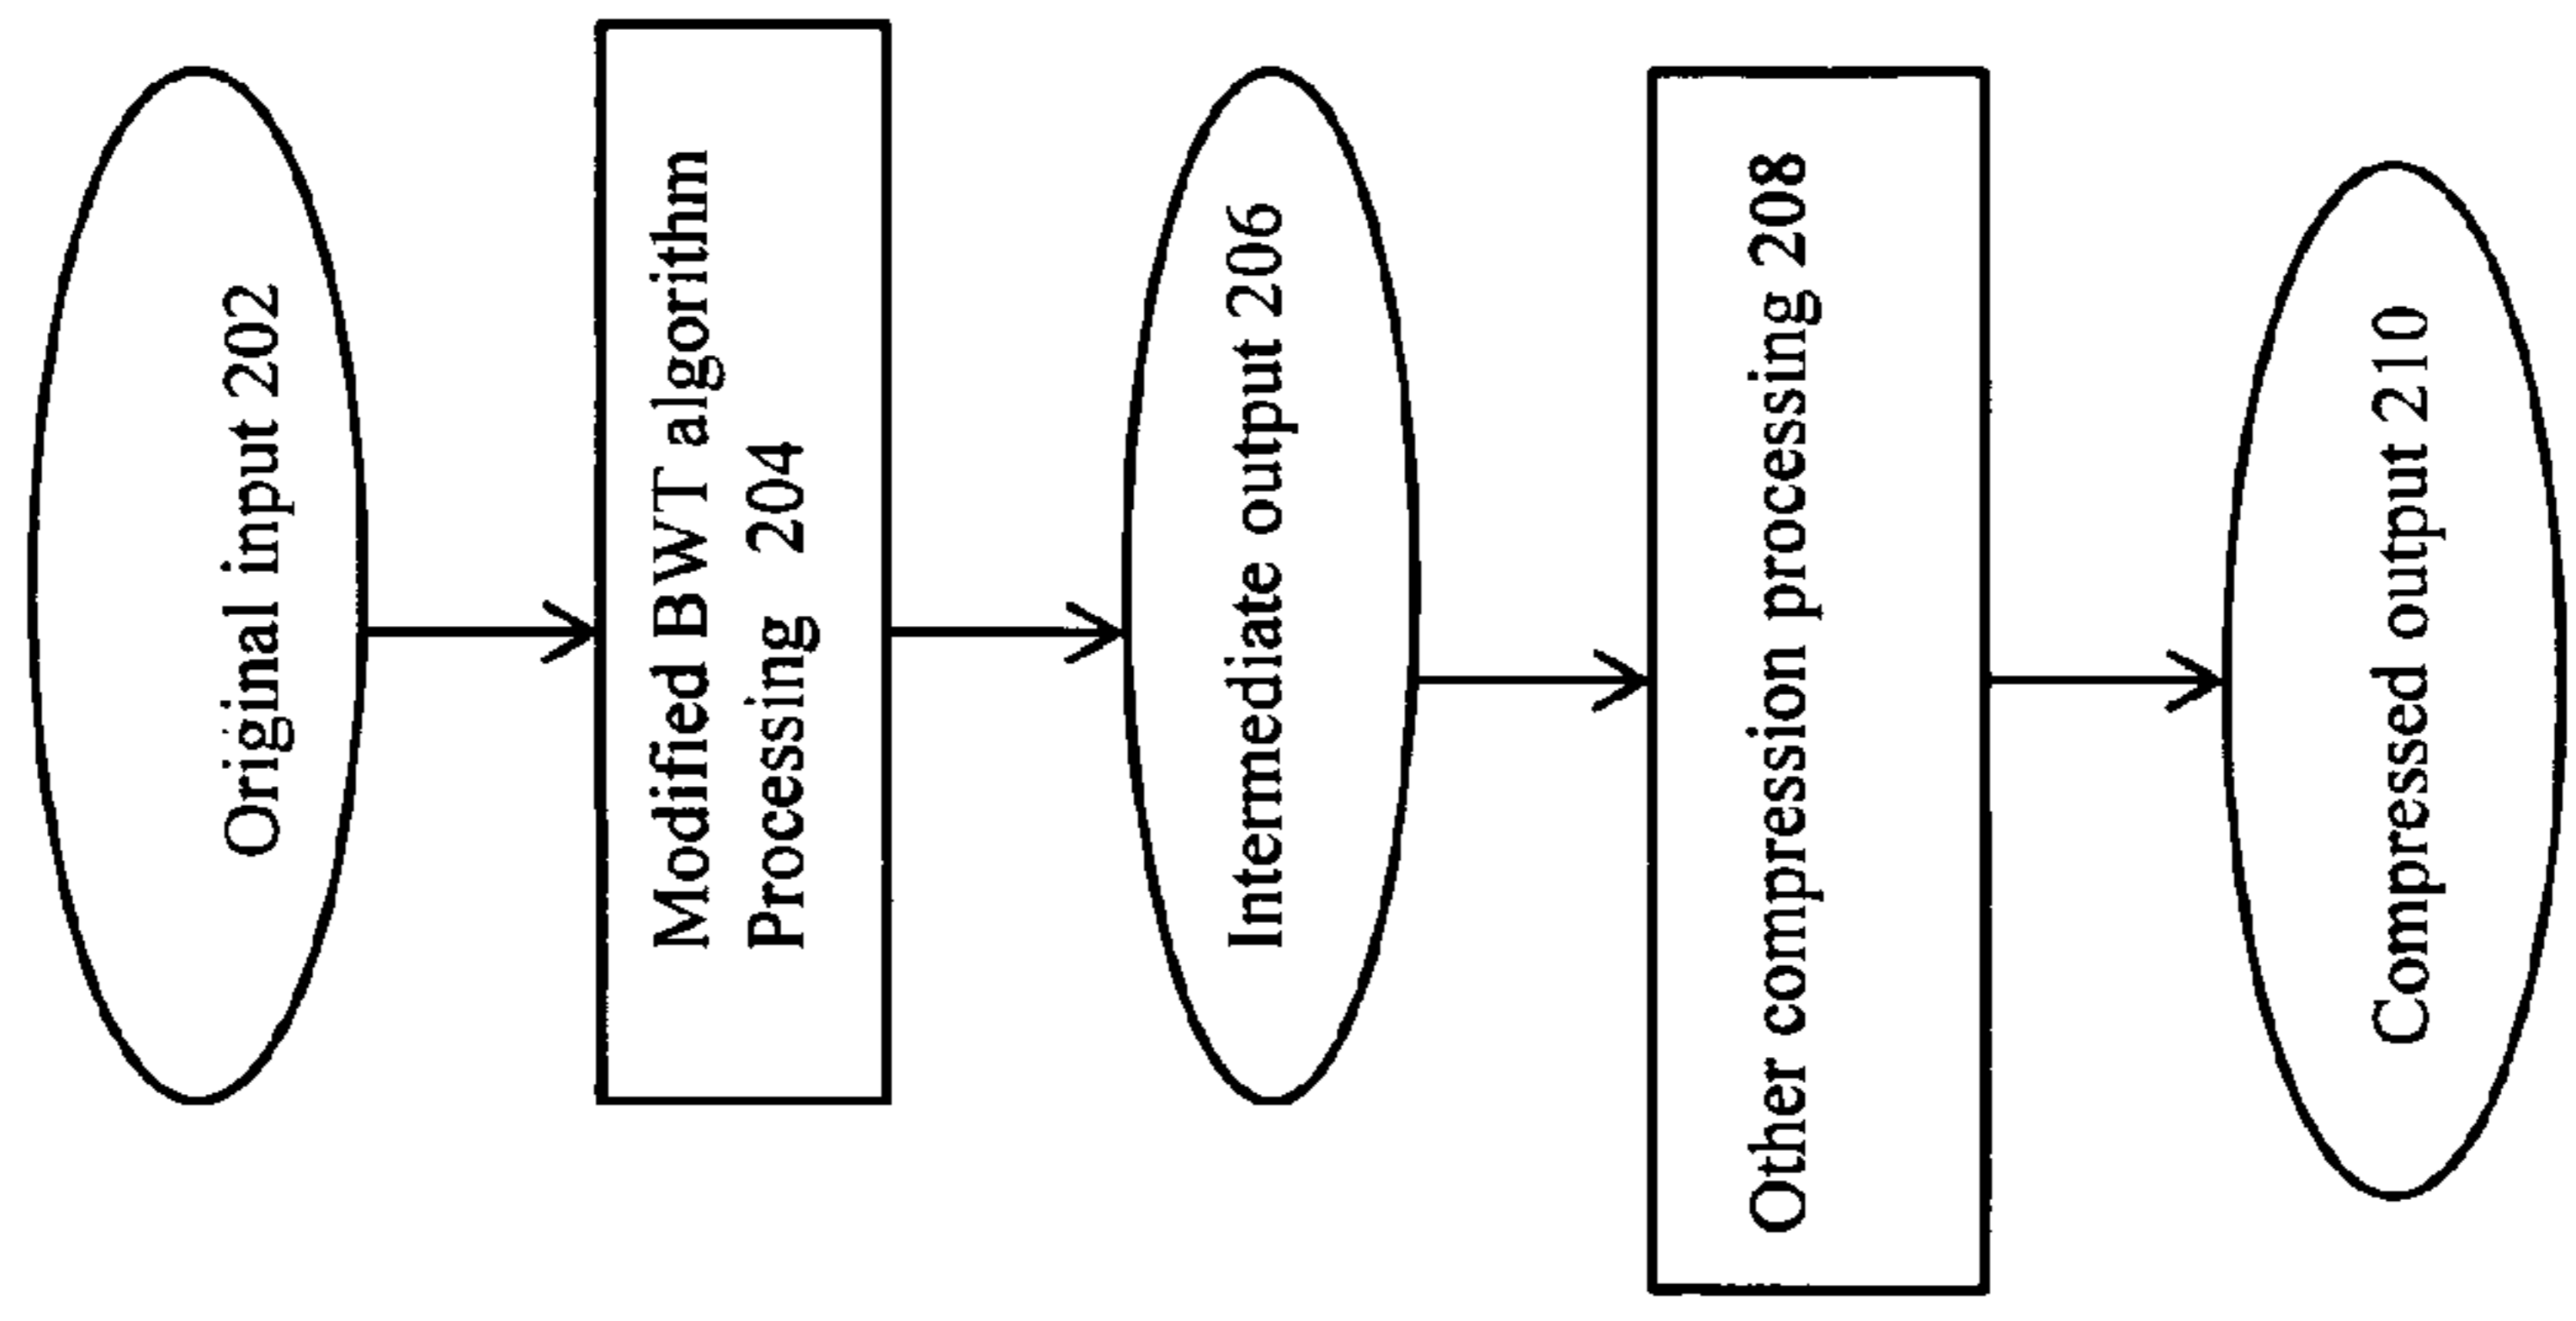 Original input 202
Modified BWT algorithm
Processing 204
Intermediate output 206
Other compression processing 208
Compressed output 210